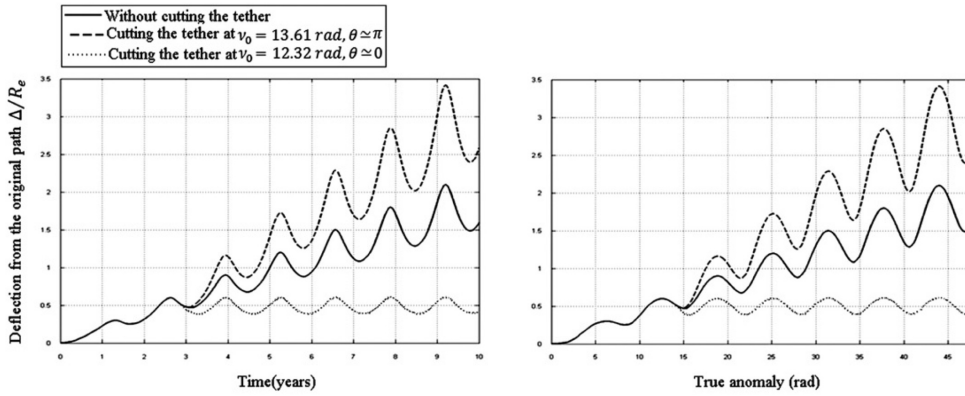 Without cutting the tether
Cutting the tether at ν₀ = 13.61 rad, θ≃π
Cutting the tether at ν₀ = 12.32 rad, θ≃0
Deflection from the original path Δ/Rₑ
3.5
3
2.5
2
1.5
1
0.5
0
0 1 2 3 4 5 6 7 8 9 10
Time(years)
3.5
3
2.5
2
1.5
1
0.5
0
0 5 10 15 20 25 30 35 40 45
True anomaly (rad)